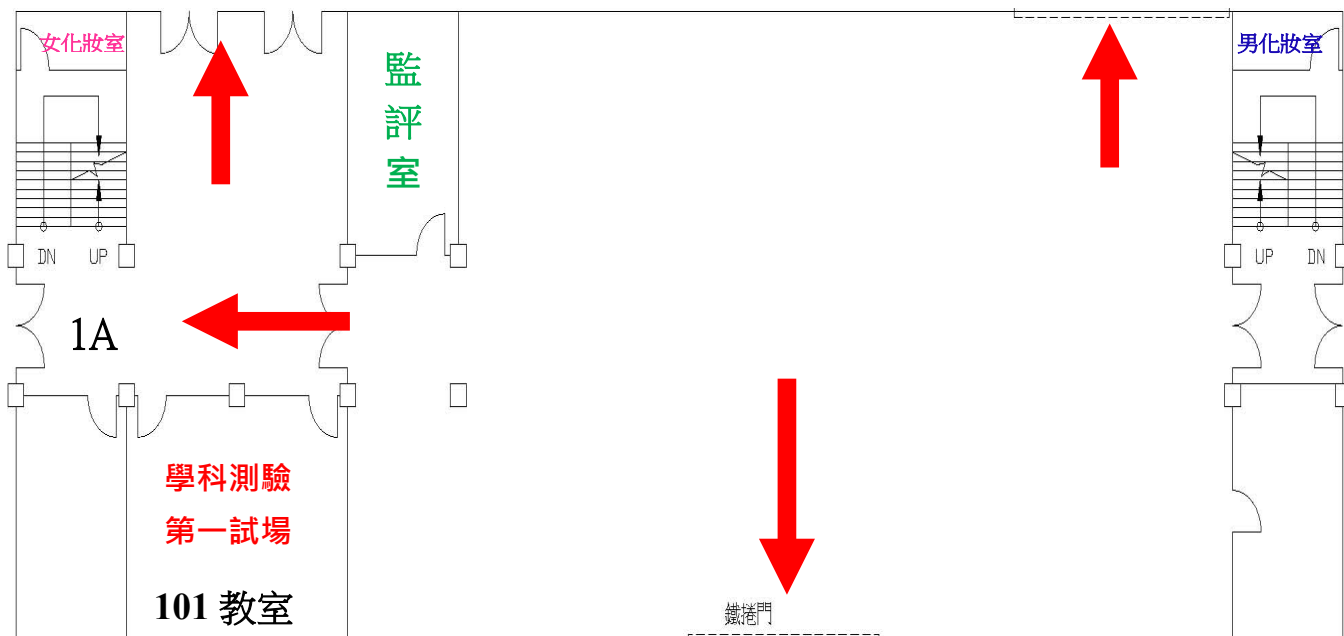 女化妝室
監
評
室
男化妝室
DN UP
UP DN
1A
學科測驗
第一試場
101 教室
鐵捲門